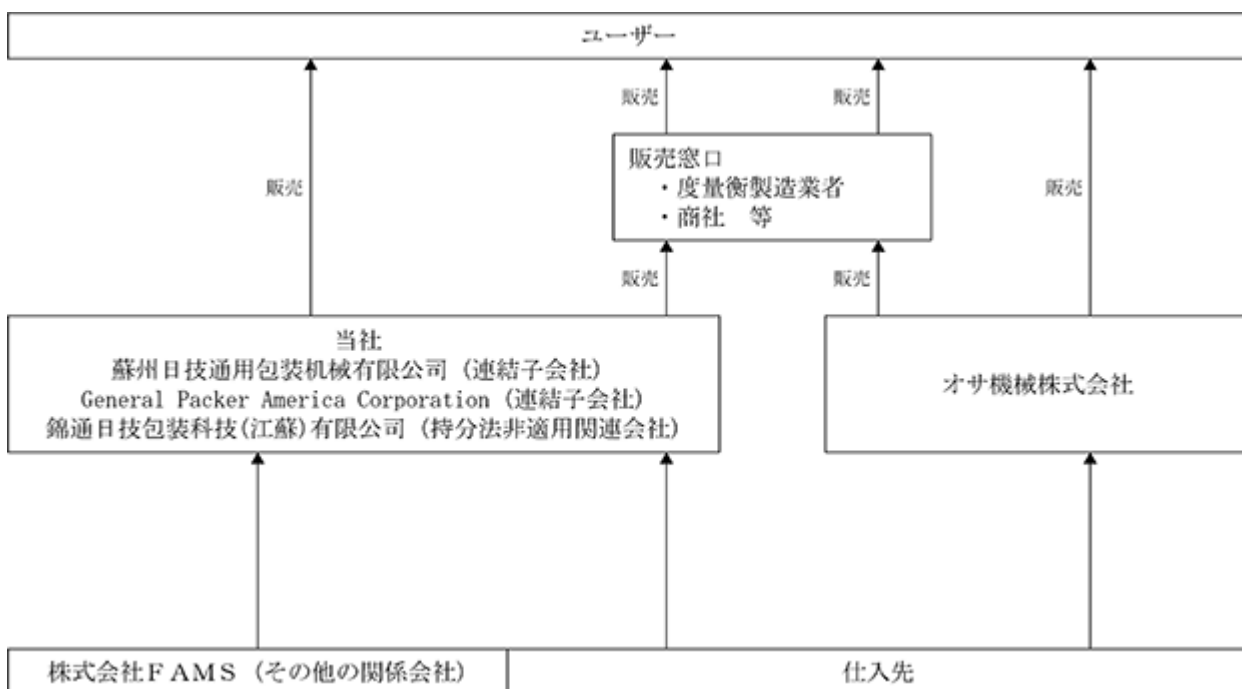 ユーザー
販売
販売
販売
販売窓口
・度量衡製造業者
・商社　等
販売
販売
販売
当社
蘇州日技通用包装机械有限公司 (連結子会社)
General Packer America Corporation (連結子会社)
錦通日技包装科技(江蘇)有限公司 (持分法非適用関連会社)
オサ機械株式会社
株式会社ＦＡＭＳ (その他の関係会社)
仕入先